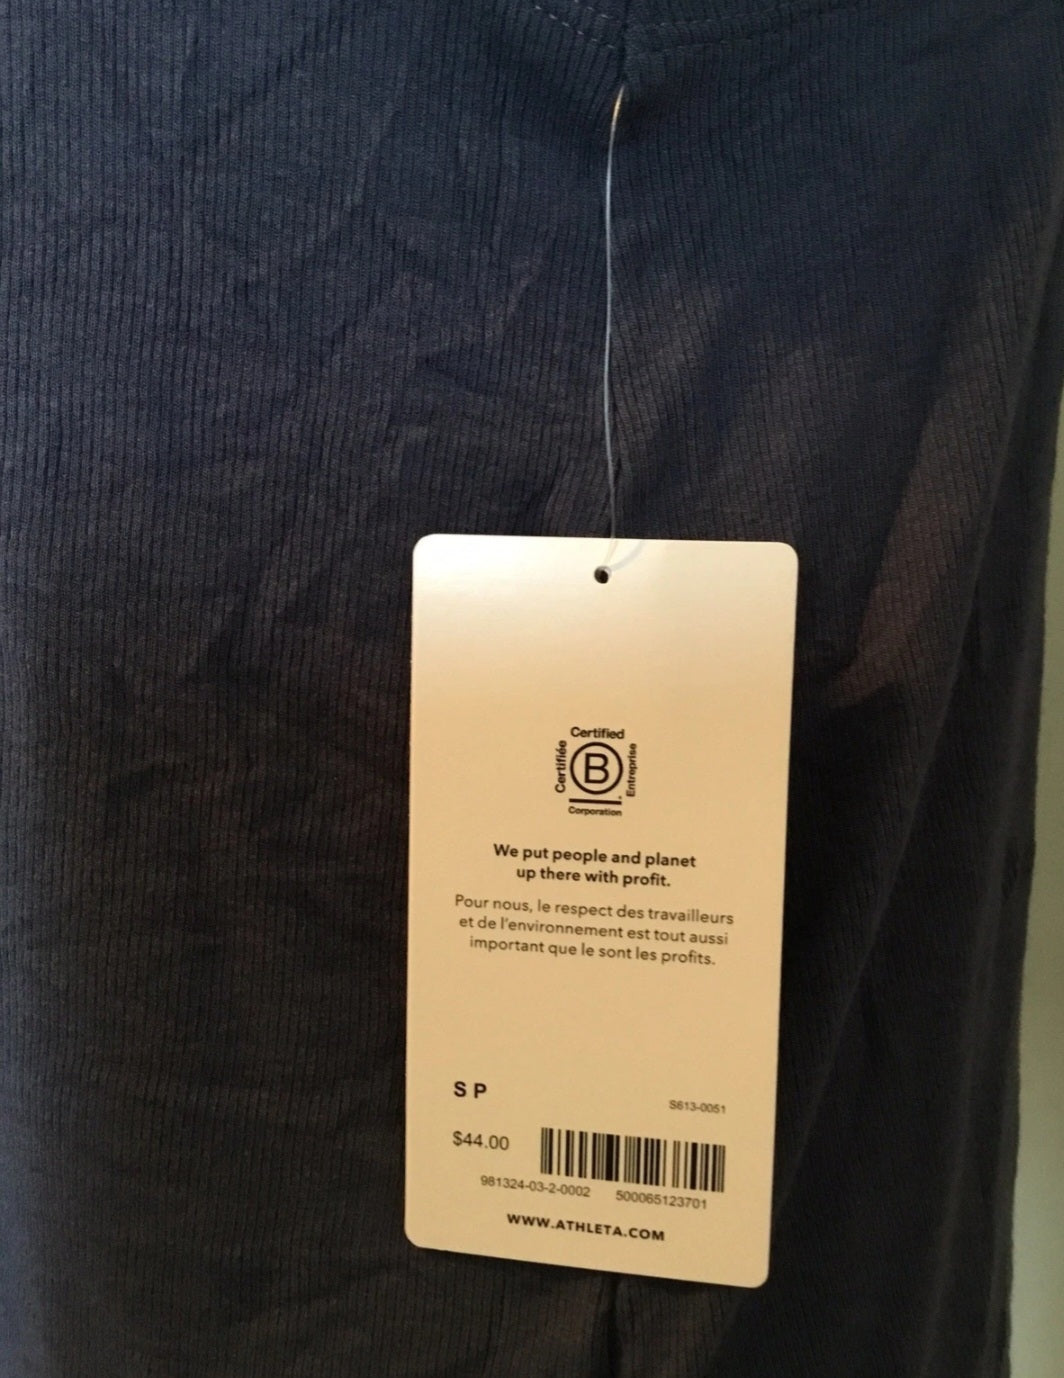 Certified
Certifiée
B
Entreprise
Corporation
We put people and planet
up there with profit.
Pour nous, le respect des travailleurs
et de l'environnement est tout aussi
important que le sont les profits.
S P
S613-0051
$44.00
981324-03-2-0002 500065123701
WWW.ATHLETA.COM